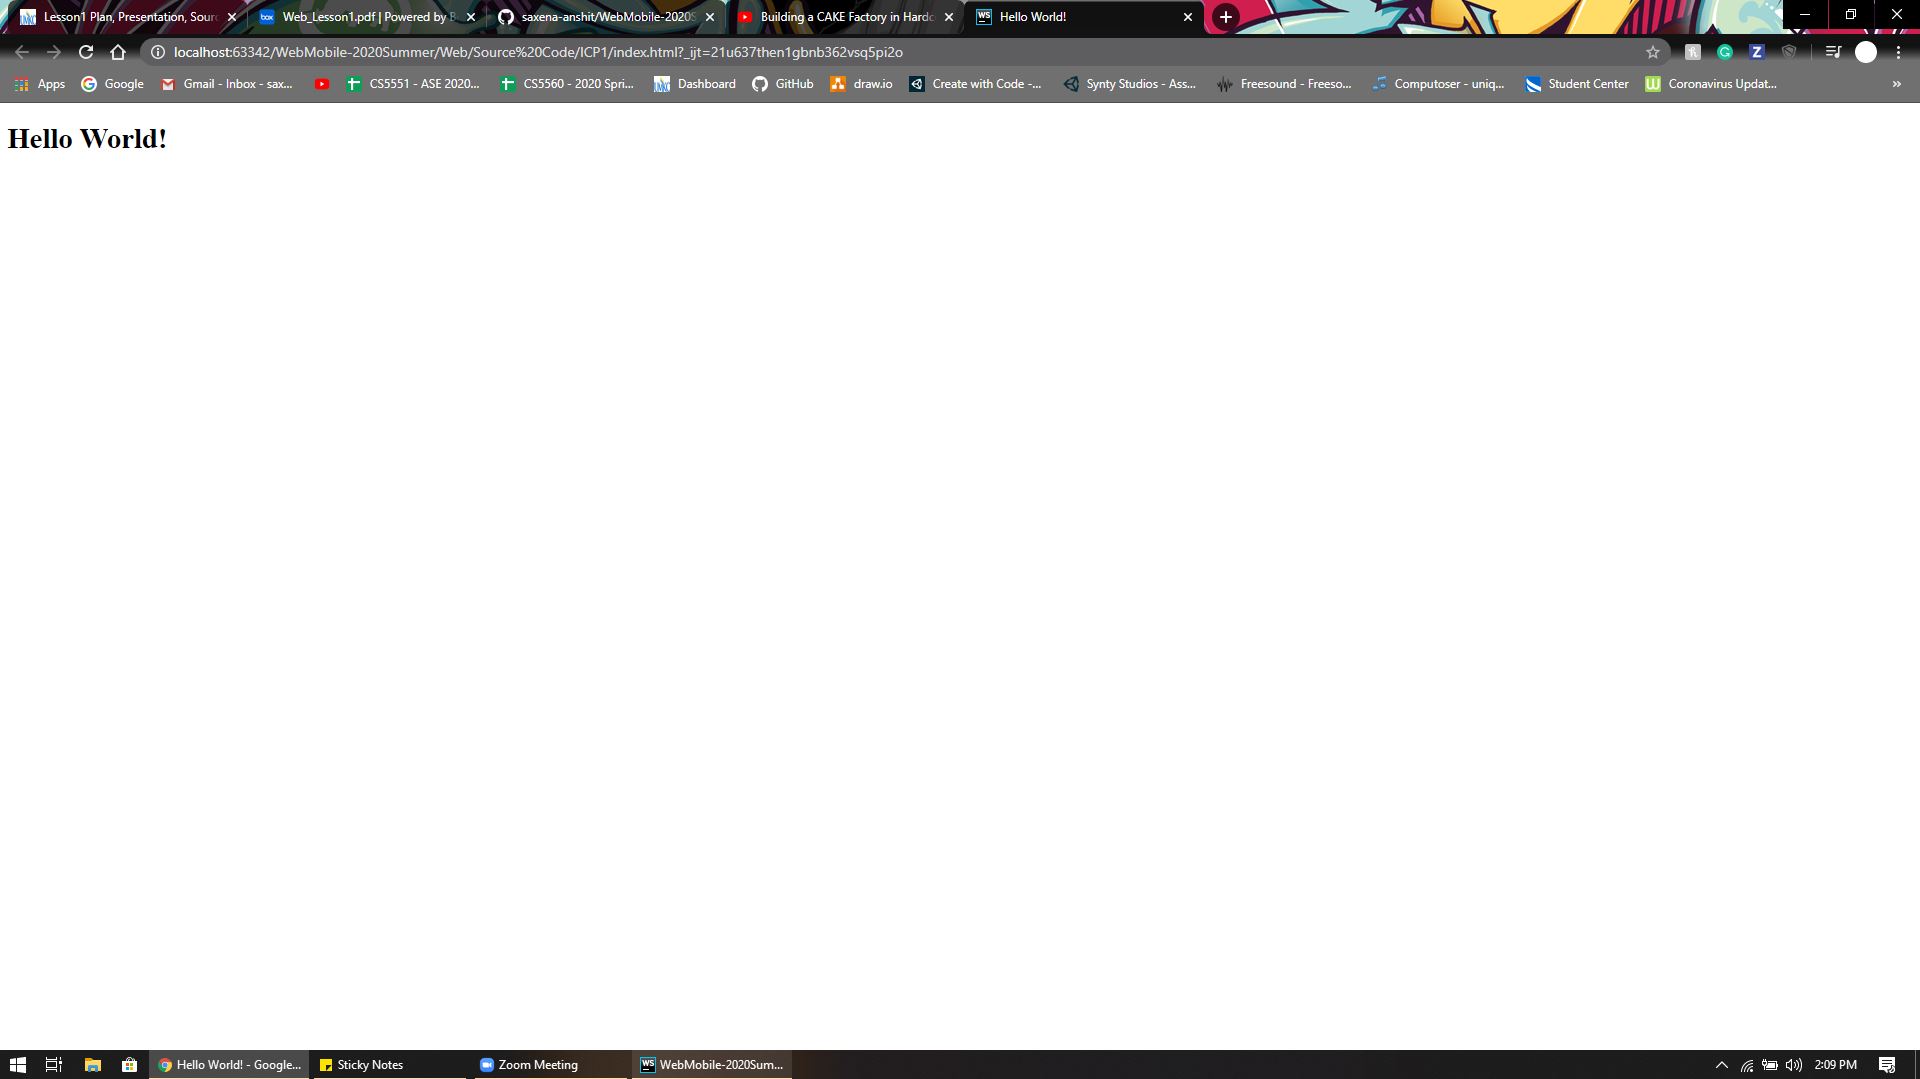 Lesson1 Plan, Presentation, Sourc
Web_Lesson1.pdf | Powered by B
saxena-anshit/WebMobile-2020S
Building a CAKE Factory in Hardc
Hello World!
localhost:63342/WebMobile-2020Summer/Web/Source%20Code/ICP1/index.html?_ijt=21u637then1gbnb362vsq5pi2o
Apps
Google
Gmail - Inbox - sax...
CS5551 - ASE 2020...
CS5560 - 2020 Spri...
Dashboard
GitHub
draw.io
Create with Code -...
Synty Studios - Ass...
Freesound - Freeso...
Computoser - uniq...
Student Center
Coronavirus Updat...
Hello World!
Hello World! - Google...
Sticky Notes
Zoom Meeting
WebMobile-2020Sum...
2:09 PM